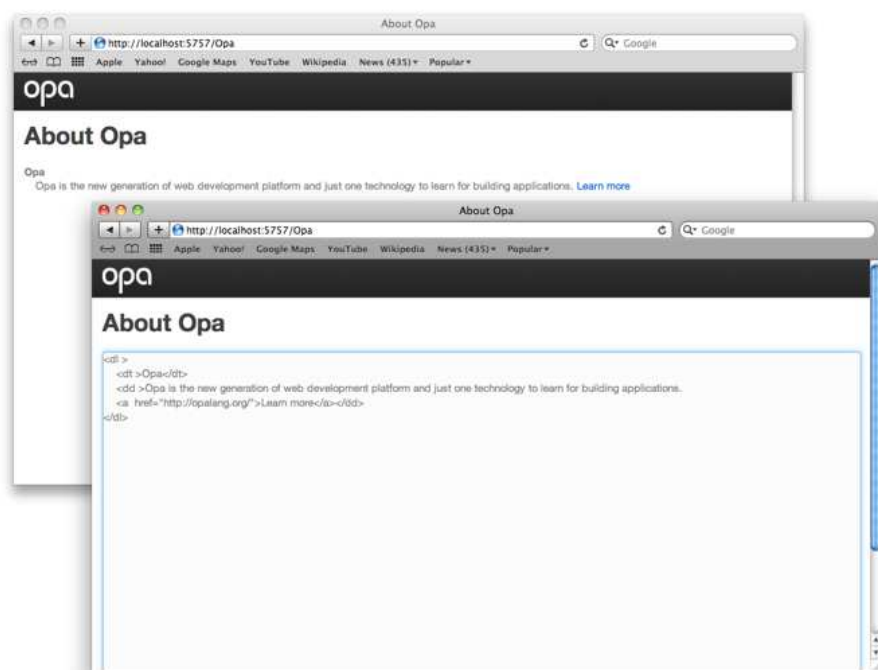 About Opa
http://localhost:5757/Opa
Google
Apple Yahoo! Google Maps YouTube Wikipedia News (435) Popular
opa
About Opa
Opa
Opa is the new generation of web development platform and just one technology to learn for building applications. Learn more
About Opa
http://localhost:5757/Opa
Google
Apple Yahoo! Google Maps YouTube Wikipedia News (435) Popular
opa
About Opa
<dl >
<dt >Opa</dt>
<dd >Opa is the new generation of web development platform and just one technology to learn for building applications.
<a href="http://opalang.org/">Learn more</a></dd>
</dl>